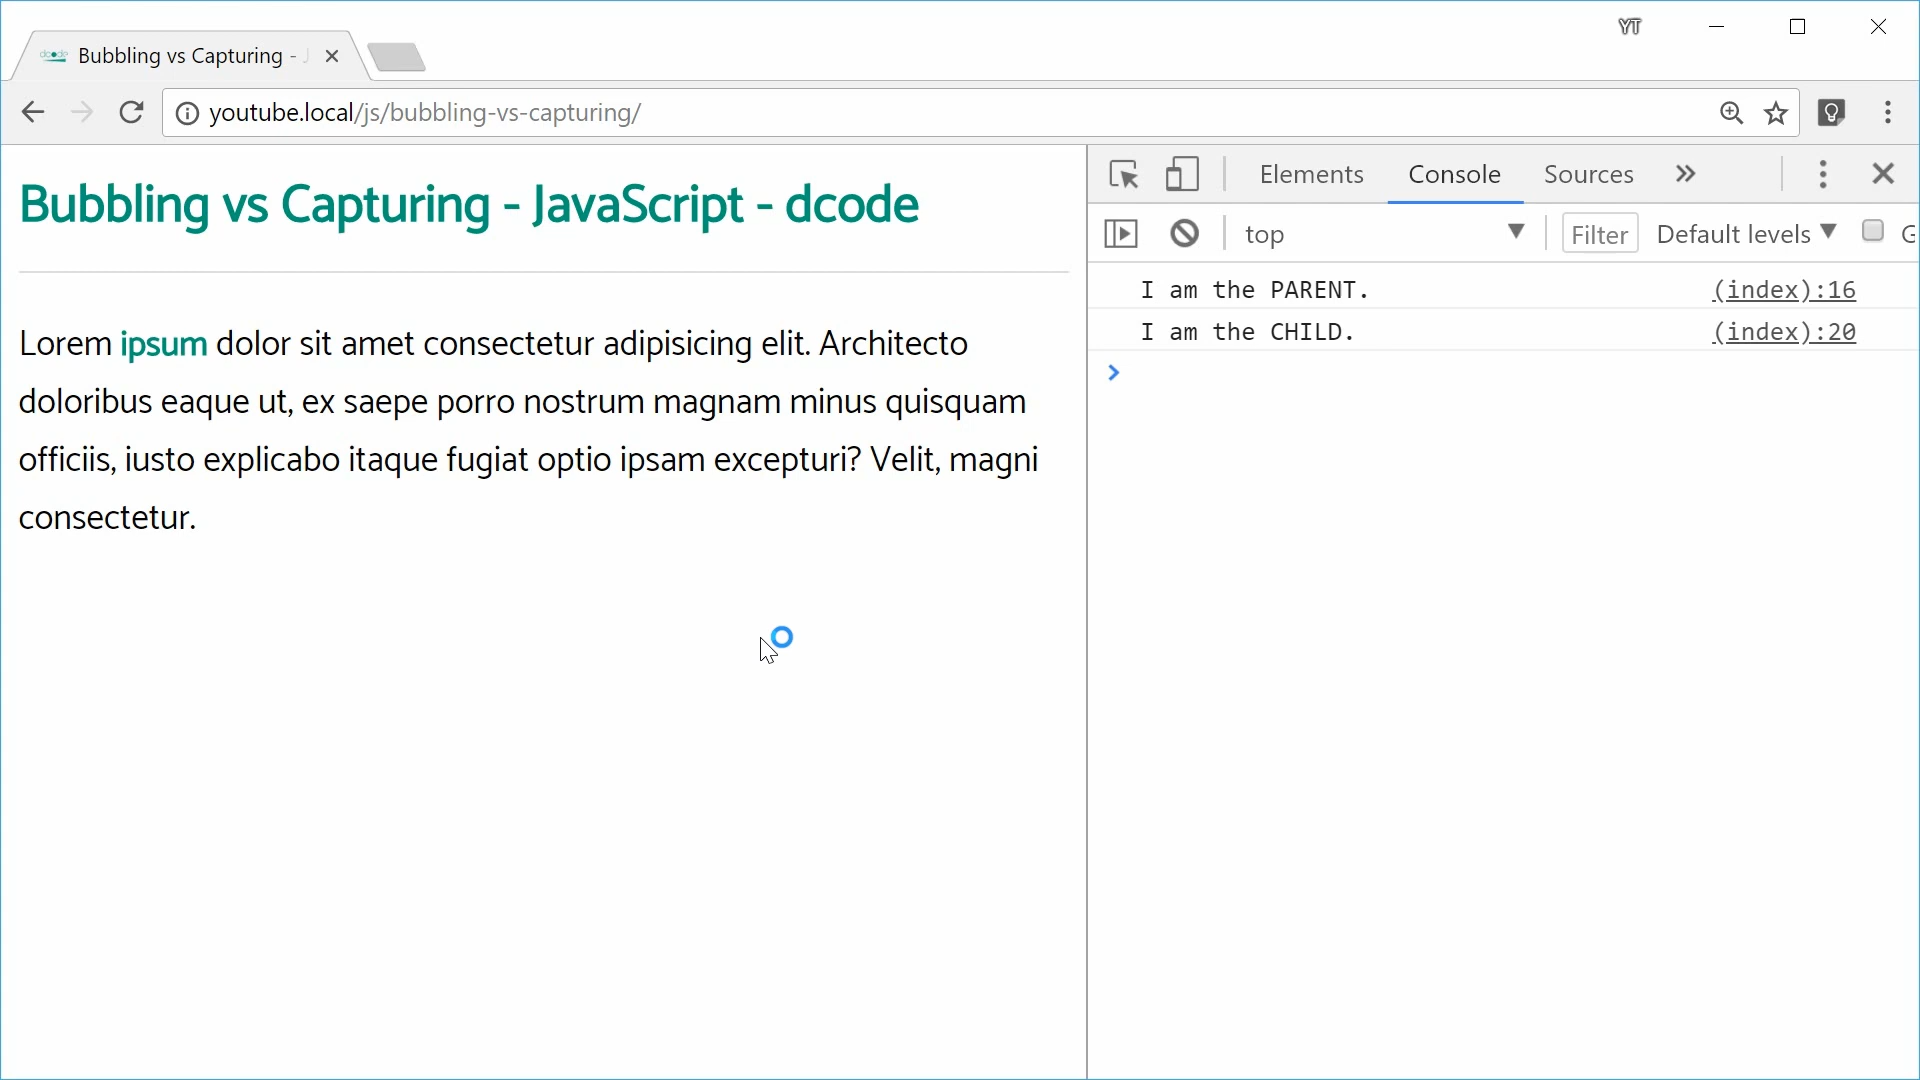 YT
Bubbling vs Capturing - J
youtube.local/js/bubbling-vs-capturing/
Bubbling vs Capturing - JavaScript - dcode
Lorem ipsum dolor sit amet consectetur adipisicing elit. Architecto
doloribus eaque ut, ex saepe porro nostrum magnam minus quisquam
officiis, iusto explicabo itaque fugiat optio ipsam excepturi? Velit, magni
consectetur.
Elements Console Sources
top Filter Default levels G
I am the PARENT. (index):16
I am the CHILD. (index):20